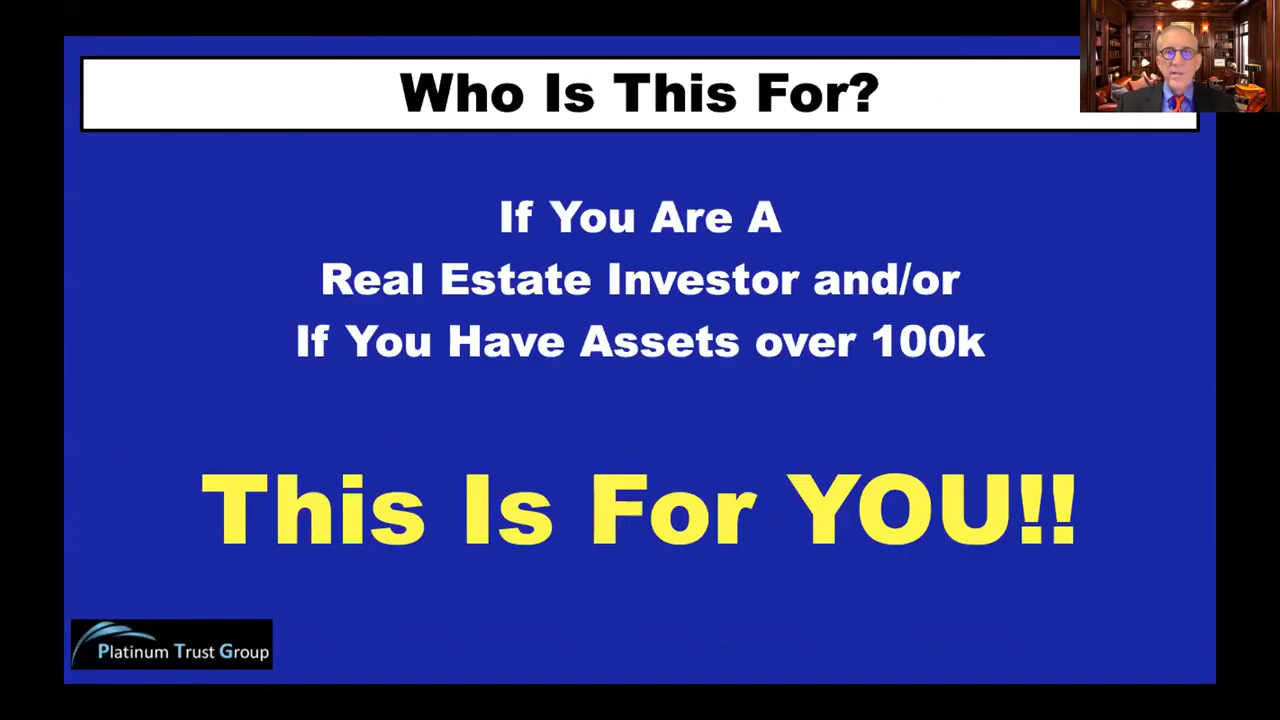 Who Is This For?
If You Are A
Real Estate Investor and/or
If You Have Assets over 100k
This Is For YOU!!
Platinum Trust Group